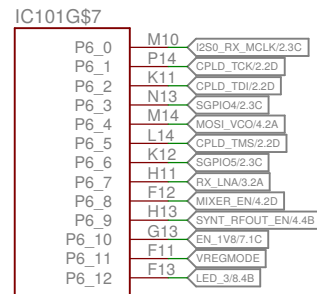 IC101G$7
P6_0 M10 I2S0_RX_MCLK/2.3C
P6_1 P14 CPLD_TCK/2.2D
P6_2 K11 CPLD_TDI/2.2D
P6_3 N13 SGPIO4/2.3C
P6_4 M14 MOSI_VCO/4.2A
P6_5 L14 CPLD_TMS/2.2D
P6_6 K12 SGPIO5/2.3C
P6_7 H11 RX_LNA/3.2A
P6_8 F12 MIXER_EN/4.2D
P6_9 H13 SYNT_RFOUT_EN/4.4B
P6_10 G13 EN_1V8/7.1C
P6_11 F11 VREGMODE
P6_12 F13 LED_3/8.4B